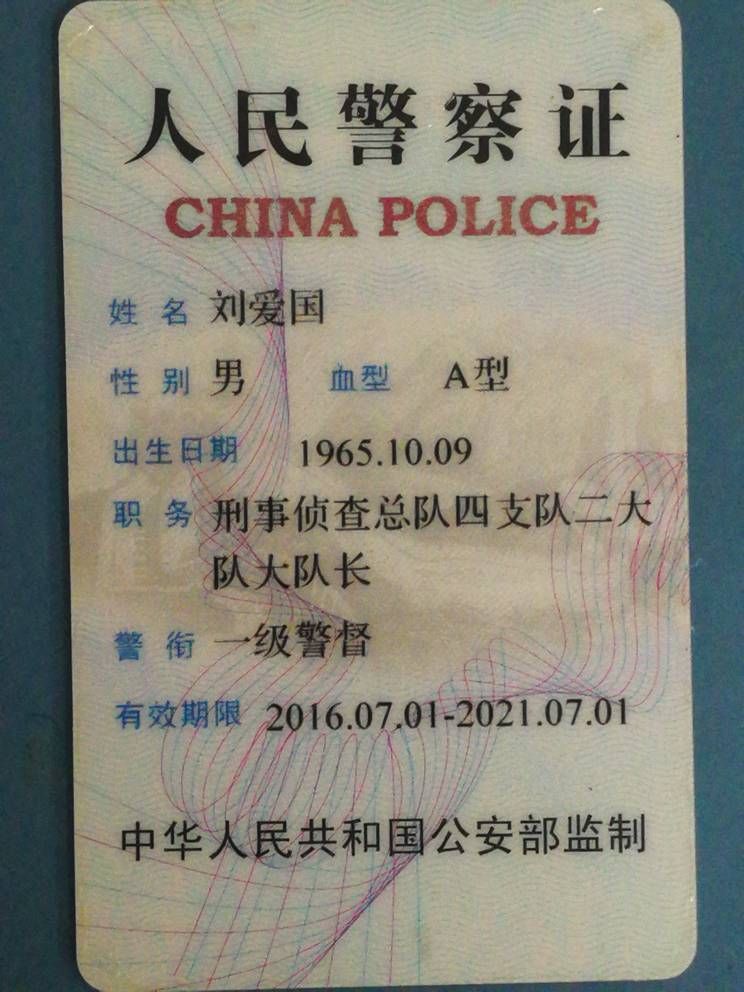 人民警察证
CHINA POLICE
姓 名 刘爱国
性 别 男 血型 A型
出生日期 1965.10.09
职 务 刑事侦查总队四支队二大
队大队长
警 衔 一级警督
有效期限 2016.07.01-2021.07.01
中华人民共和国公安部监制